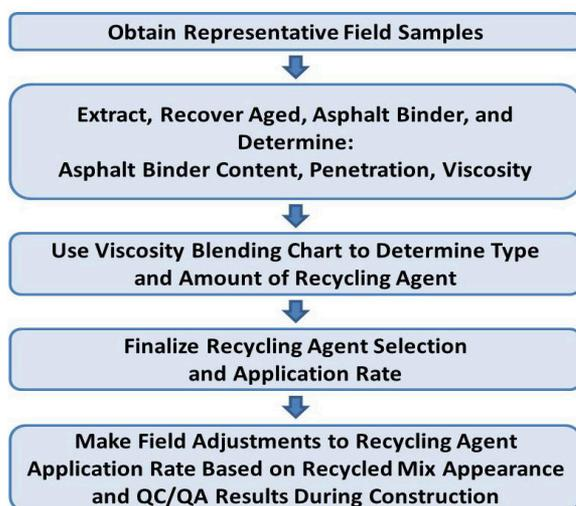 Obtain Representative Field Samples
Extract, Recover Aged, Asphalt Binder, and
Determine:
Asphalt Binder Content, Penetration, Viscosity
Use Viscosity Blending Chart to Determine Type
and Amount of Recycling Agent
Finalize Recycling Agent Selection
and Application Rate
Make Field Adjustments to Recycling Agent
Application Rate Based on Recycled Mix Appearance
and QC/QA Results During Construction